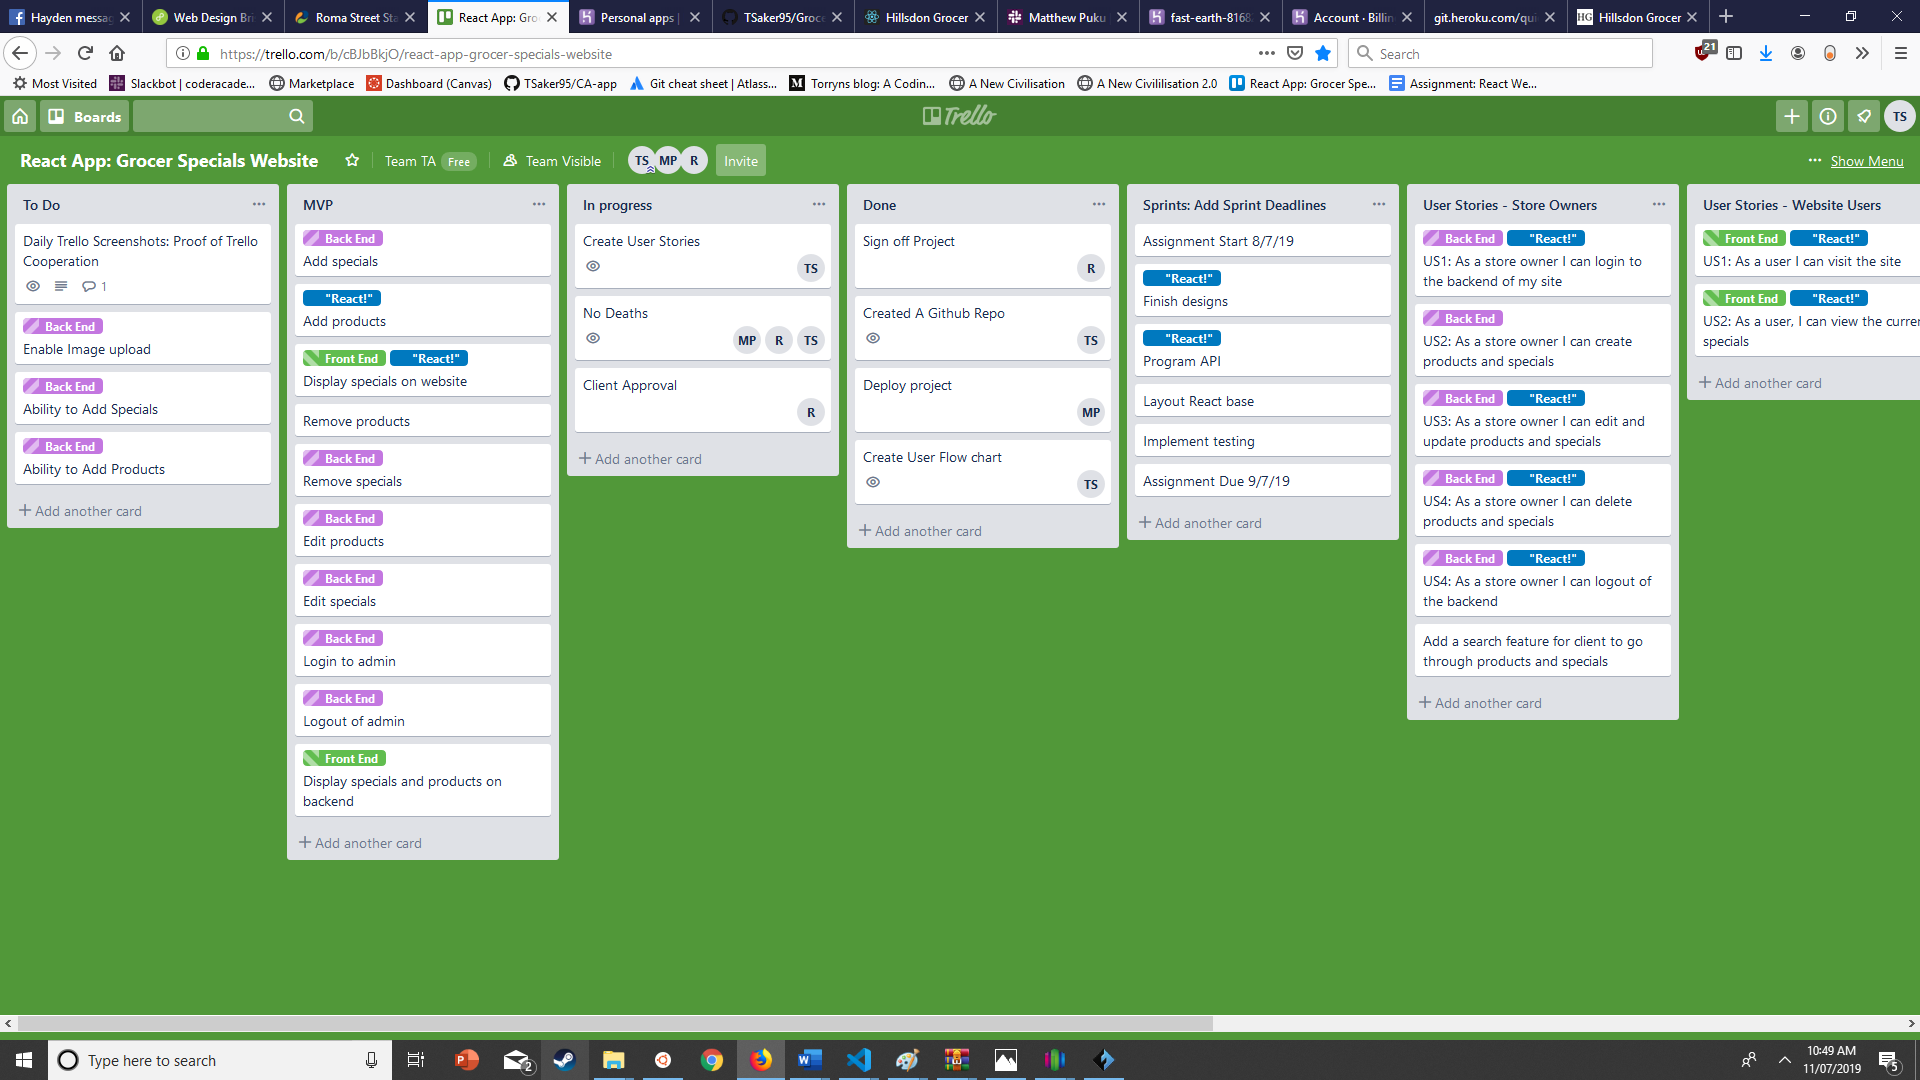 Hayden messag
Web Design Bri
Roma Street Sta
React App: Gro
Personal apps |
TSaker95/Groce
Hillsdon Grocer
Matthew Puku |
fast-earth-8168
Account · Billin
git.heroku.com/qui
HG Hillsdon Grocer
https://trello.com/b/cBJbBkjO/react-app-grocer-specials-website
Search
21
Most Visited
Slackbot | coderacade...
Marketplace
Dashboard (Canvas)
TSaker95/CA-app
Git cheat sheet | Atlass...
Torryns blog: A Codin...
A New Civilisation
A New Civililisation 2.0
React App: Grocer Spe...
Assignment: React We...
Boards
Trello
TS
React App: Grocer Specials Website
Team TA Free
Team Visible
TS MP R
Invite
... Show Menu
To Do
Daily Trello Screenshots: Proof of Trello
Cooperation
1
Back End
Enable Image upload
Back End
Ability to Add Specials
Back End
Ability to Add Products
+ Add another card
MVP
Back End
Add specials
"React!"
Add products
Front End "React!"
Display specials on website
Remove products
Back End
Remove specials
Back End
Edit products
Back End
Edit specials
Back End
Login to admin
Back End
Logout of admin
Front End
Display specials and products on
backend
+ Add another card
In progress
Create User Stories
TS
No Deaths
MP R TS
Client Approval
R
+ Add another card
Done
Sign off Project
R
Created A Github Repo
TS
Deploy project
MP
Create User Flow chart
TS
+ Add another card
Sprints: Add Sprint Deadlines
Assignment Start 8/7/19
"React!"
Finish designs
"React!"
Program API
Layout React base
Implement testing
Assignment Due 9/7/19
+ Add another card
User Stories - Store Owners
Back End "React!"
US1: As a store owner I can login to
the backend of my site
Back End
US2: As a store owner I can create
products and specials
Back End "React!"
US3: As a store owner I can edit and
update products and specials
Back End "React!"
US4: As a store owner I can delete
products and specials
Back End "React!"
US4: As a store owner I can logout of
the backend
Add a search feature for client to go
through products and specials
+ Add another card
User Stories - Website Users
Front End "React!"
US1: As a user I can visit the site
Front End "React!"
US2: As a user, I can view the curren
specials
+ Add another card
Type here to search
2
10:49 AM
11/07/2019
5